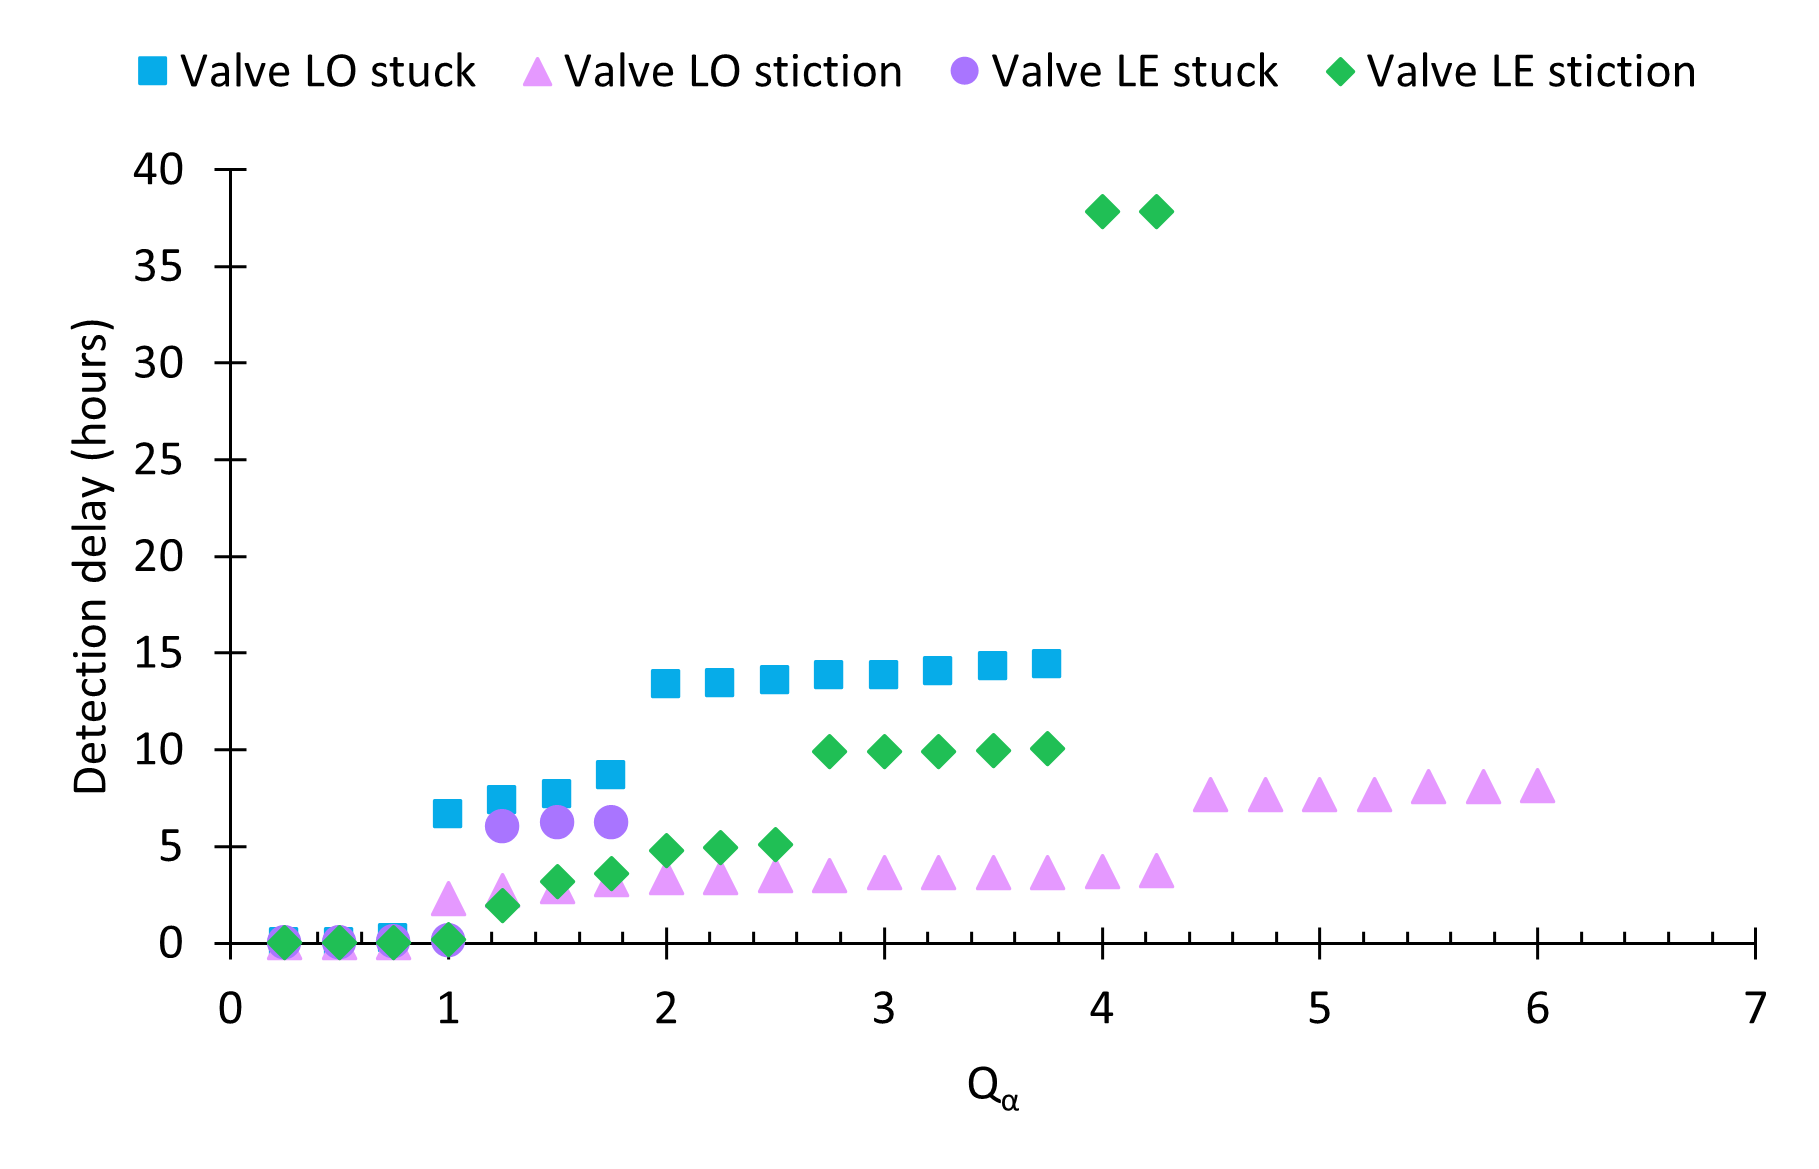 Valve LO stuck Valve LO stiction Valve LE stuck Valve LE stiction
40
35
30
25
20
15
10
5
0
Detection delay (hours)
0 1 2 3 4 5 6 7
Qα